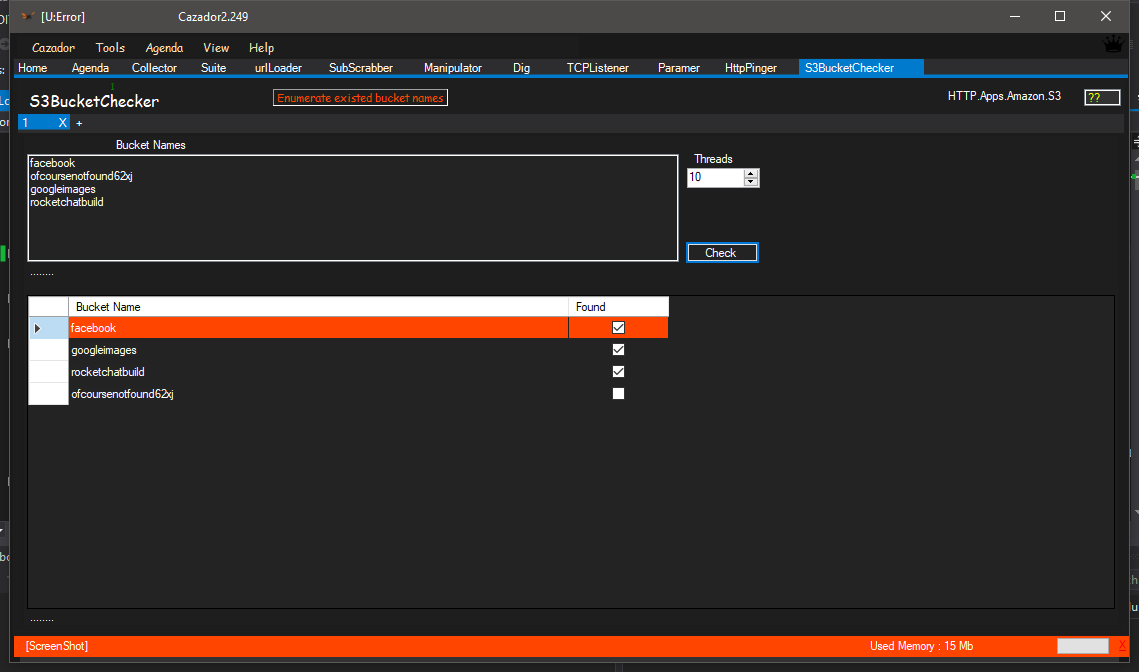 [U:Error] Cazador2.249
Cazador Tools Agenda View Help
Home Agenda Collector Suite urlLoader SubScrabber Manipulator Dig TCPListener Paramer HttpPinger S3BucketChecker
1
S3BucketChecker Enumerate existed bucket names HTTP.Apps.Amazon.S3 ??
1 X +
Bucket Names
Threads
facebook
ofcoursenotfound62xj
googleimages
rocketchatbuild
10
Check
........
Bucket Name Found
facebook
googleimages
rocketchatbuild
ofcoursenotfound62xj
........
[ScreenShot] Used Memory : 15 Mb X